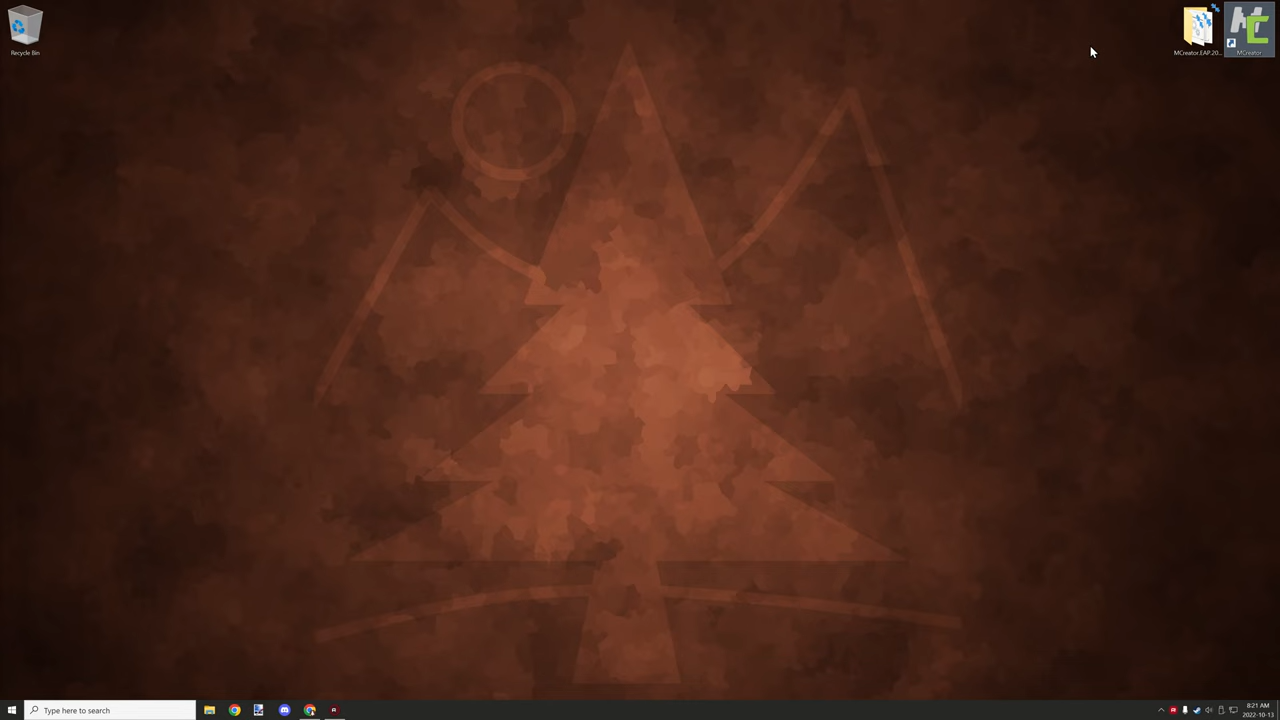 Recycle Bin
MCreator.EAP.20...
MCreator
Type here to search
8:21 AM
2022-10-13